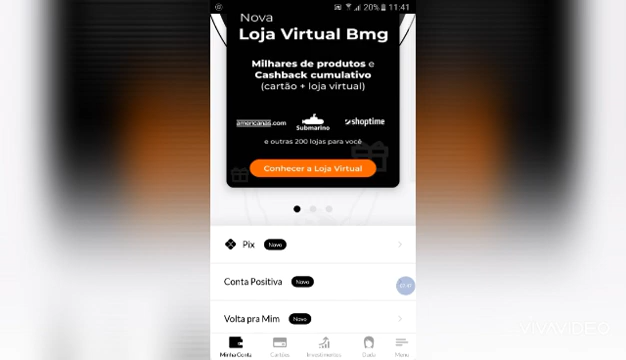 20% 11:41
Nova
Loja Virtual Bmg
Milhares de produtos e
Cashback cumulativo
(cartão + loja virtual)
americanas.com
Submarino
shoptime
e outras 200 lojas para você
Conhecer a Loja Virtual
Pix Novo
Conta Positiva Novo
Volta pra Mim Novo
Minha Conta Cartões Investimentos Menu
VIVAVIDEO